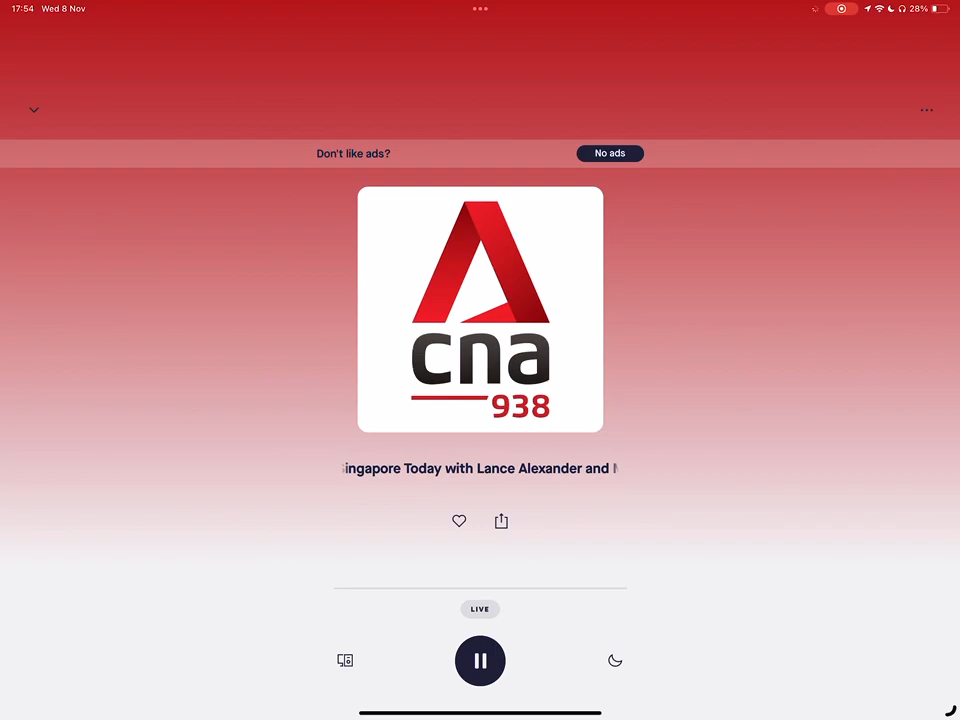 17:54 Wed 8 Nov
28%
Don't like ads?
No ads
cna
938
ingapore Today with Lance Alexander and
LIVE